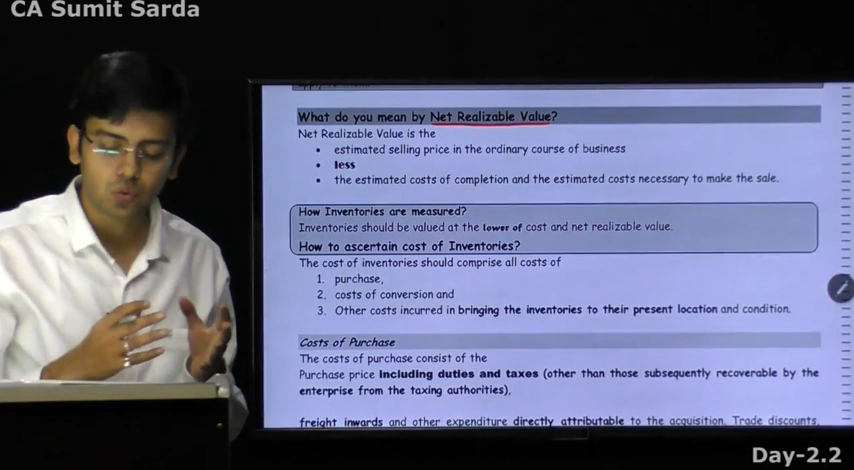 CA Sumit Sarda
What do you mean by Net Realizable Value?
Net Realizable Value is the
• estimated selling price in the ordinary course of business
• less
• the estimated costs of completion and the estimated costs necessary to make the sale.
How Inventories are measured?
Inventories should be valued at the lower of cost and net realizable value.
How to ascertain cost of Inventories?
The cost of inventories should comprise all costs of
1. purchase,
2. costs of conversion and
3. Other costs incurred in bringing the inventories to their present location and condition.
Costs of Purchase
The costs of purchase consist of the
Purchase price including duties and taxes (other than those subsequently recoverable by the
enterprise from the taxing authorities),
freight inwards and other expenditure directly attributable to the acquisition. Trade discounts,
Day-2.2